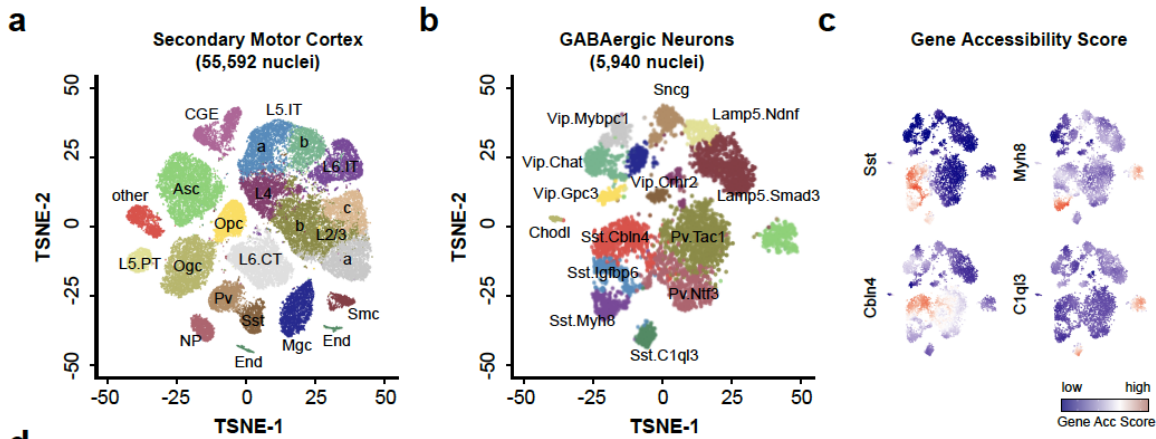 a
Secondary Motor Cortex
(55,592 nuclei)
50
25
0
-25
-50
TSNE-2
-50
-25
0
25
50
TSNE-1
CGE
L5.IT
a
b
L6.IT
Asc
L4
other
Opc
c
b
L2/3
L5.PT
Ogc
L6.CT
a
Pv
Sst
Smc
NP
Mgc
End
End
b
GABAergic Neurons
(5,940 nuclei)
50
25
0
-25
-50
TSNE-2
-50
-25
0
25
50
TSNE-1
Sncg
Vip.Mybpc1
Lamp5.Ndnf
Vip.Chat
Vip.Crhr2
Vip.Gpc3
Lamp5.Smad3
Chodl
Sst.Cbln4
Pv.Tac1
Sst.Igfbp6
Pv.Ntf3
Sst.Myh8
Sst.C1ql3
c
Gene Accessibility Score
Sst
Myh8
Cbln4
C1ql3
low
high
Gene Acc Score